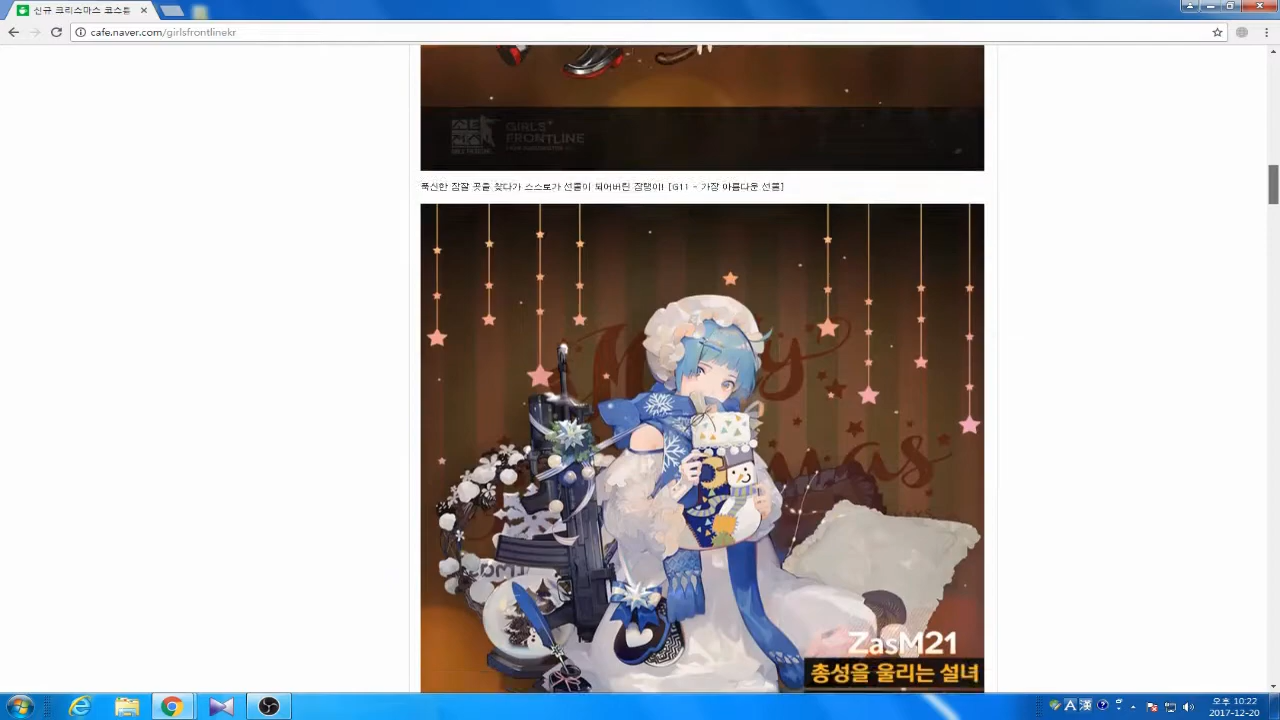 신규 크리스마스 코스튬
cafe.naver.com/girlsfrontlinekr
GIRLS'
FRONTLINE
푹신한 잠잘 곳을 찾다가 스스로가 선물이 되어버린 잠탱이! [G11 - 가장 아름다운 선물]
Merry
ZasM21
총성을 울리는 설녀
A 漢
오후 10:22
2017-12-20